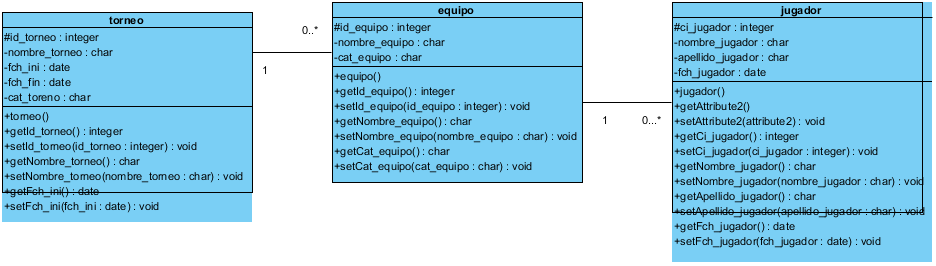 torneo
#id_torneo : integer
-nombre_torneo : char
-fch_ini : date
-fch_fin : date
-cat_toreno : char
+torneo()
+getId_torneo() : integer
+setId_torneo(id_torneo : integer) : void
+getNombre_torneo() : char
+setNombre_torneo(nombre_torneo : char) : void
+getFch_ini() : date
+setFch_ini(fch_ini : date) : void
0..*
1
equipo
#id_equipo : integer
-nombre_equipo : char
-cat_equipo : char
+equipo()
+getId_equipo() : integer
+setId_equipo(id_equipo : integer) : void
+getNombre_equipo() : char
+setNombre_equipo(nombre_equipo : char) : void
+getCat_equipo() : char
+setCat_equipo(cat_equipo : char) : void
1
0...*
jugador
#ci_jugador : integer
-nombre_jugador : char
-apellido_jugador : char
-fch_jugador : date
+jugador()
+getAttribute2()
+setAttribute2(attribute2) : void
+getCi_jugador() : integer
+setCi_jugador(ci_jugador : integer) : void
+getNombre_jugador() : char
+setNombre_jugador(nombre_jugador : char) : void
+getApellido_jugador() : char
+setApellido_jugador(apellido_jugador : char) : void
+getFch_jugador() : date
+setFch_jugador(fch_jugador : date) : void